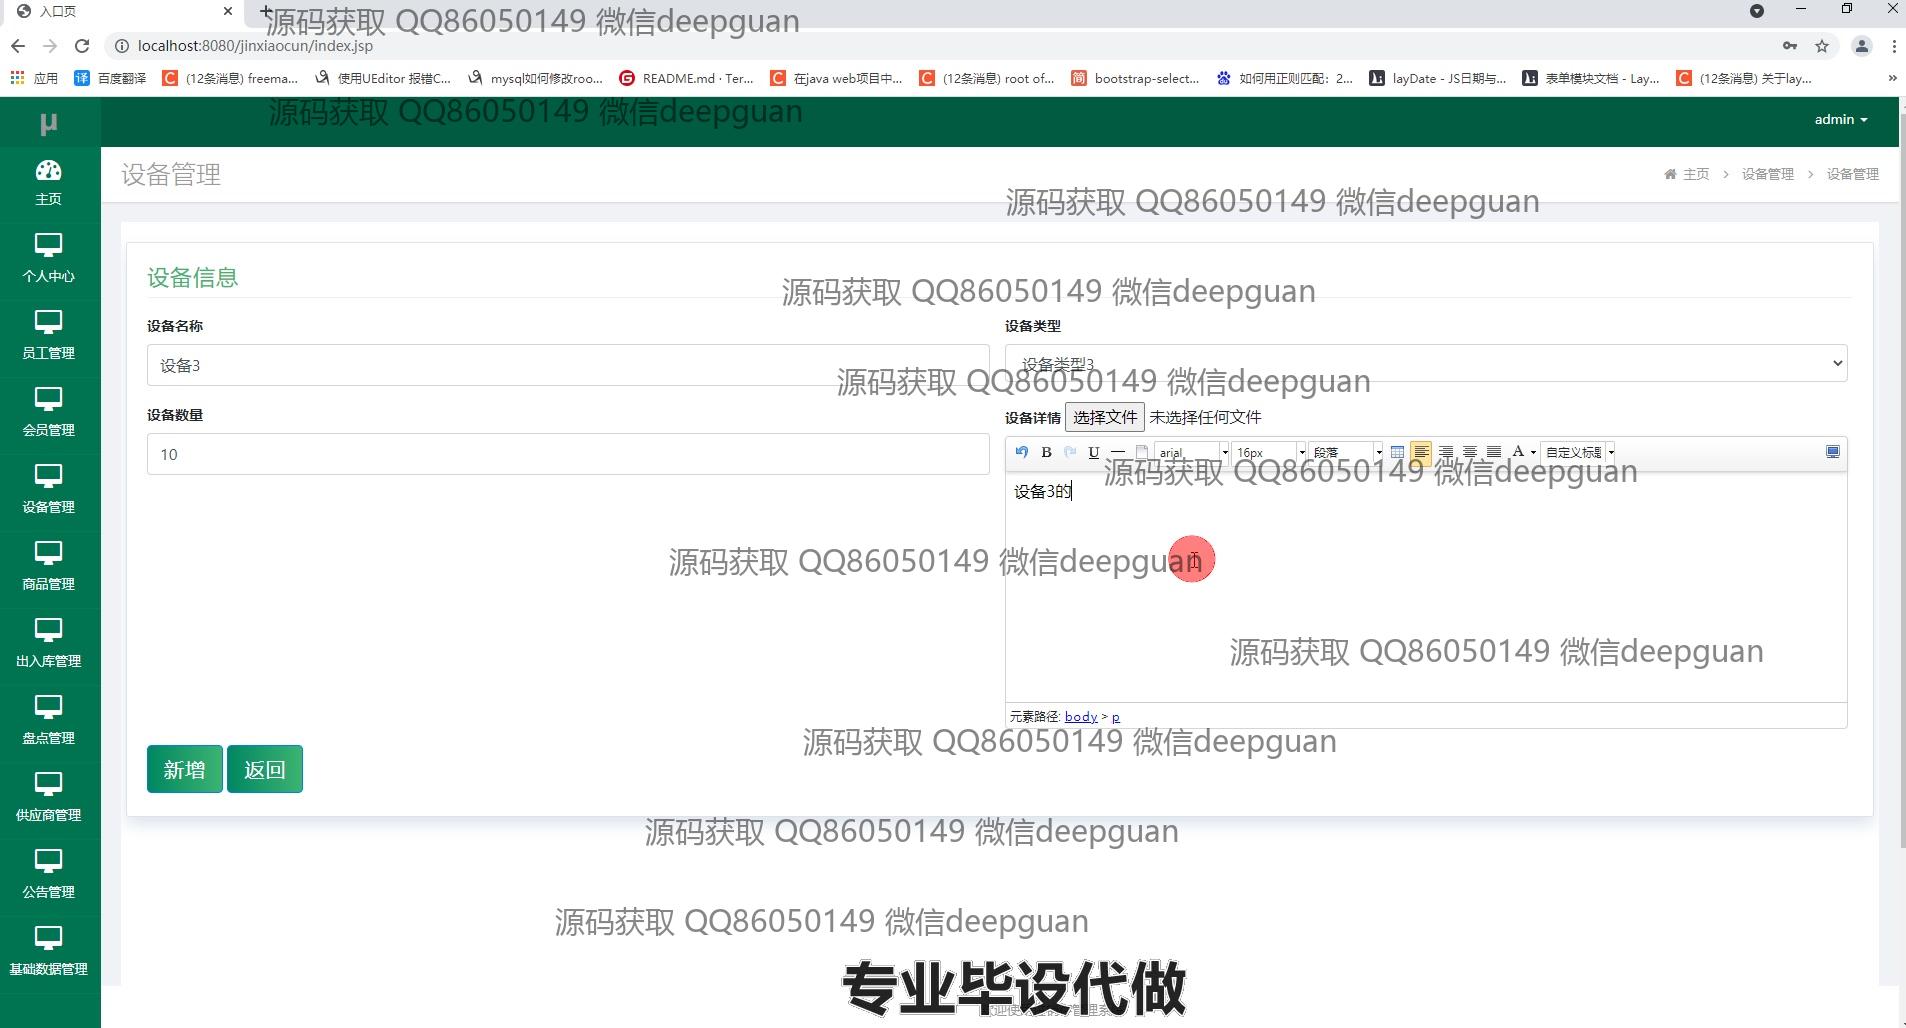 入口页
源码获取 QQ86050149 微信deepguan
localhost:8080/jinxiaocun/index.jsp
应用
译 百度翻译
C (12条消息) freema...
使用UEditor 报错C...
mysql如何修改roo...
G README.md · Ter...
C 在java web项目中...
C (12条消息) root of...
简 bootstrap-select...
如何用正则匹配：2...
layDate - JS日期与...
表单模块文档 - Lay...
C (12条消息) 关于lay...
»
源码获取 QQ86050149 微信deepguan
μ
admin
主页
个人中心
员工管理
会员管理
设备管理
商品管理
出入库管理
盘点管理
供应商管理
公告管理
基础数据管理
设备管理
主页 > 设备管理 > 设备管理
源码获取 QQ86050149 微信deepguan
设备信息
源码获取 QQ86050149 微信deepguan
设备名称
设备类型
设备3
设备类型3
源码获取 QQ86050149 微信deepguan
设备数量
设备详情 选择文件 未选择任何文件
10
B U arial 16px 段落 A 自定义标题
源码获取 QQ86050149 微信deepguan
设备3的
源码获取 QQ86050149 微信deepguan
源码获取 QQ86050149 微信deepguan
元素路径: body > p
源码获取 QQ86050149 微信deepguan
新增 返回
源码获取 QQ86050149 微信deepguan
源码获取 QQ86050149 微信deepguan
专业毕设代做